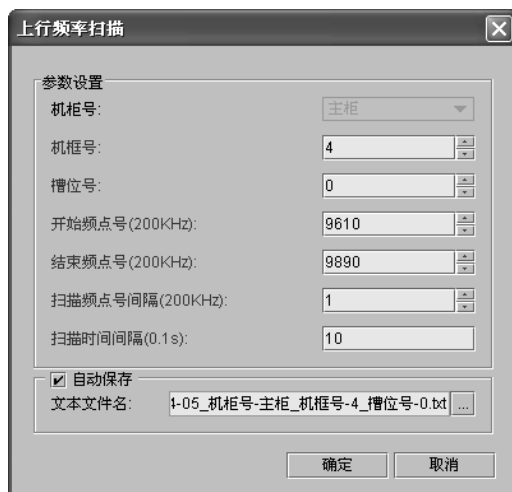 上行频率扫描
参数设置
机柜号: 主柜
机框号: 4
槽位号: 0
开始频点号(200KHz): 9610
结束频点号(200KHz): 9890
扫描频点号间隔(200KHz): 1
扫描时间间隔(0.1s): 10
自动保存
文本文件名: 4-05_机柜号-主柜_机框号-4_槽位号-0.txt ...
确定 取消